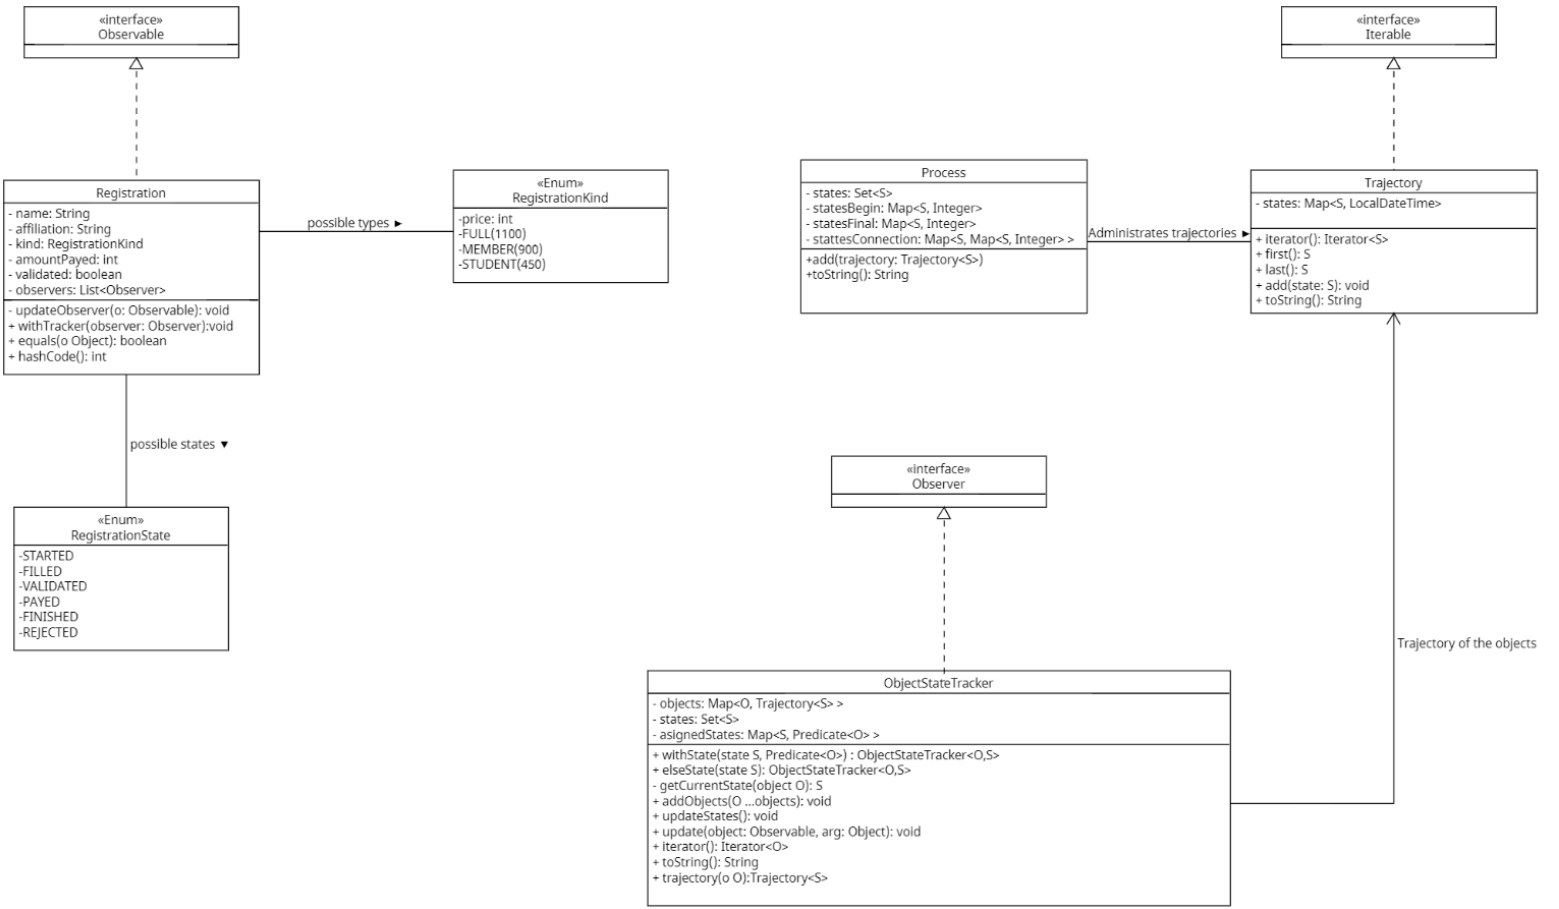 «interface»
Observable
«interface»
Iterable
Registration
- name: String
- affiliation: String
- kind: RegistrationKind
- amountPayed: int
- validated: boolean
- observers: List<Observer>
- updateObserver(o: Observable): void
+ withTracker(observer: Observer):void
+ equals(o Object): boolean
+ hashCode(): int
possible types ►
«Enum»
RegistrationKind
-price: int
-FULL(1100)
-MEMBER(900)
-STUDENT(450)
Process
- states: Set<S>
- statesBegin: Map<S, Integer>
- statesFinal: Map<S, Integer>
- stattesConnection: Map<S, Map<S, Integer> >
+add(trajectory: Trajectory<S>)
+toString(): String
Administrates trajectories ►
Trajectory
- states: Map<S, LocalDateTime>
+ iterator(): Iterator<S>
+ first(): S
+ last(): S
+ add(state: S): void
+ toString(): String
possible states ▼
«Enum»
RegistrationState
-STARTED
-FILLED
-VALIDATED
-PAYED
-FINISHED
-REJECTED
«interface»
Observer
Trajectory of the objects
ObjectStateTracker
- objects: Map<O, Trajectory<S> >
- states: Set<S>
- asignedStates: Map<S, Predicate<O> >
+ withState(state S, Predicate<O>) : ObjectStateTracker<O,S>
+ elseState(state S): ObjectStateTracker<O,S>
- getCurrentState(object O): S
+ addObjects(O ...objects): void
+ updateStates(): void
+ update(object: Observable, arg: Object): void
+ iterator(): Iterator<O>
+ toString(): String
+ trajectory(o O):Trajectory<S>